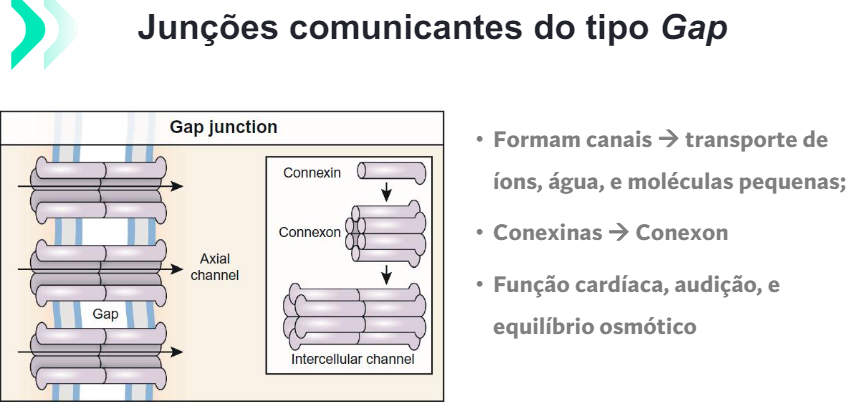 Junções comunicantes do tipo Gap
Gap junction
Connexin
Connexon
Axial
channel
Gap
Intercellular channel
• Formam canais → transporte de
íons, água, e moléculas pequenas;
• Conexinas → Conexon
• Função cardíaca, audição, e
equilíbrio osmótico